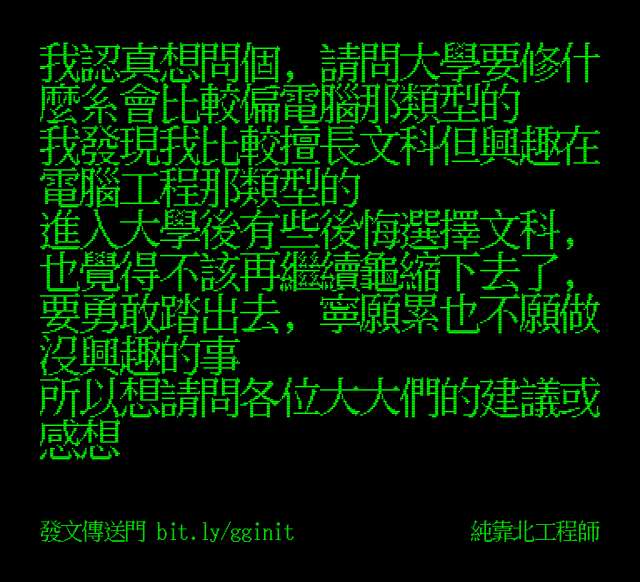 我認真想問個，請問大學要修什
麼系會比較偏電腦那類型的
我發現我比較擅長文科但興趣在
電腦工程那類型的
進入大學後有些後悔選擇文科，
也覺得不該再繼續龜縮下去了，
要勇敢踏出去，寧願累也不願做
沒興趣的事
所以想請問各位大大們的建議或
感想
發文傳送門 bit.ly/gginit
純靠北工程師